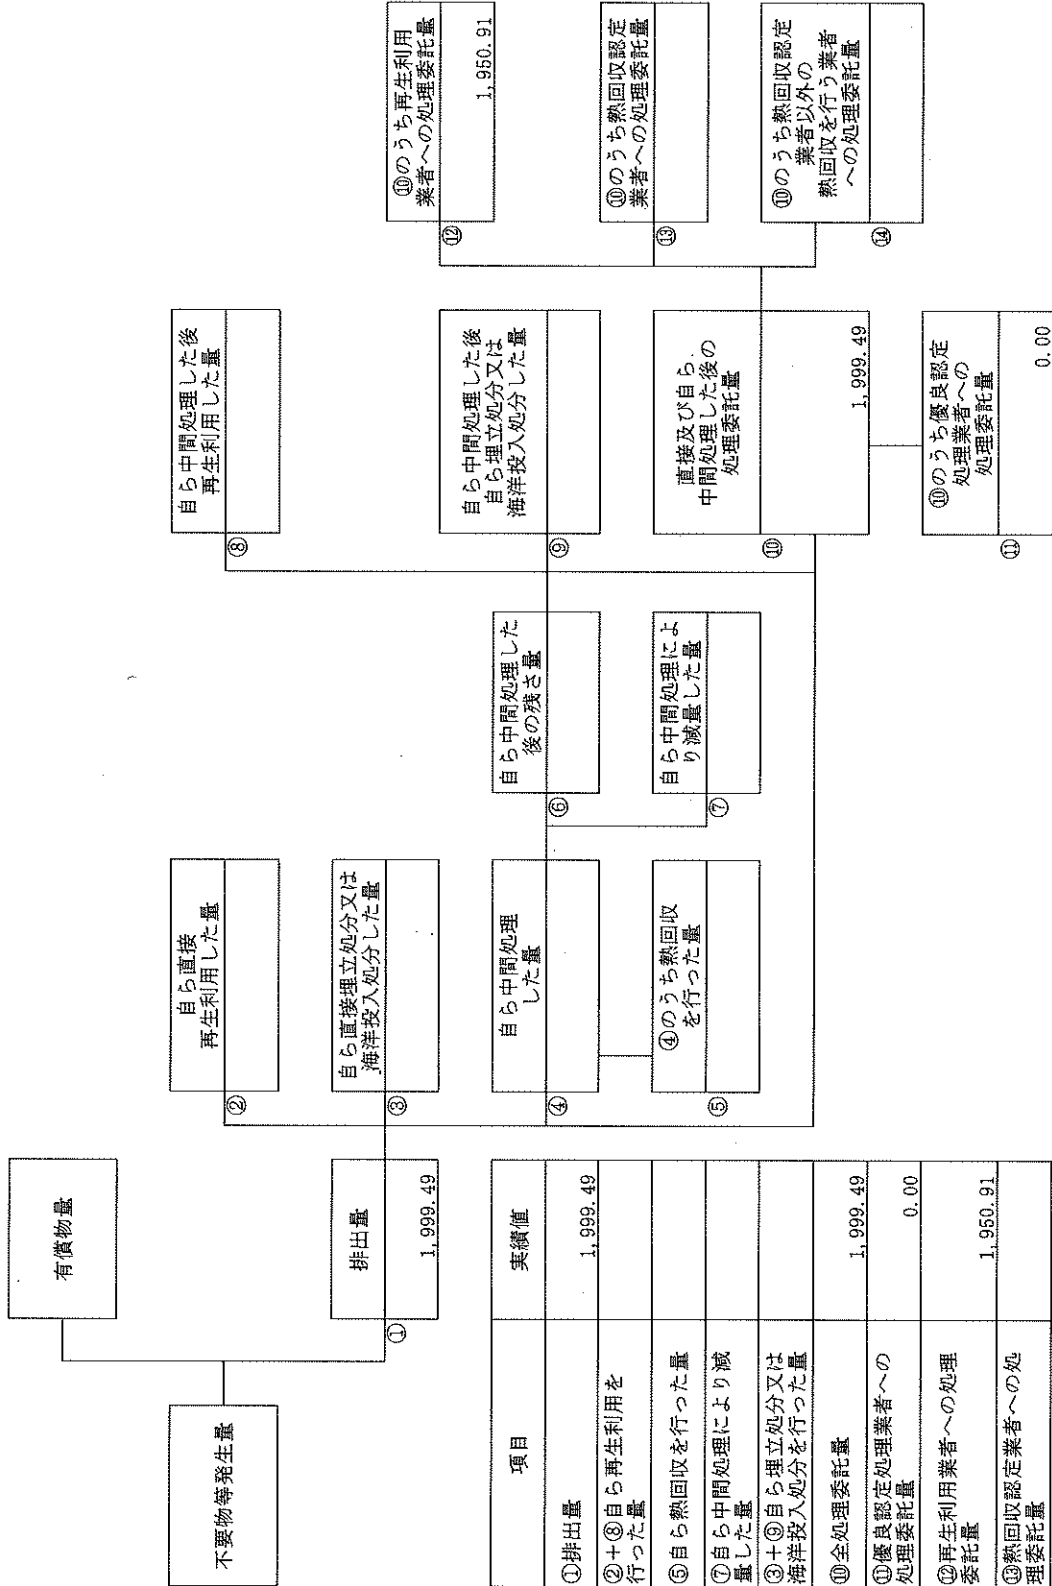 不要物等発生量
有償物量
排出量
①
1,999.49
自ら直接
再生利用した量
②
自ら直接埋立処分又は
海洋投入処分した量
③
自ら中間処理
した量
④
④のうち熱回収
を行った量
⑤
自ら中間処理した
後の残さ量
⑥
自ら中間処理によ
り減量した量
⑦
自ら中間処理した後
再生利用した量
⑧
自ら中間処理した後
自ら埋立処分又は
海洋投入処分した量
⑨
直接及び自ら
中間処理した後の
処理委託量
⑩
1,999.49
⑩のうち優良認定
処理業者への
処理委託量
⑪
0.00
⑩のうち再生利用
業者への処理委託量
⑫
1,950.91
⑩のうち熱回収認定
業者への処理委託量
⑬
⑩のうち熱回収認定
業者以外の
熱回収を行う業者
への処理委託量
⑭
項目
実績値
①排出量
1,999.49
②+⑧自ら再生利用を
行った量
⑤自ら熱回収を行った量
⑦自ら中間処理により減
量した量
③+⑨自ら埋立処分又は
海洋投入処分を行った量
⑩全処理委託量
1,999.49
⑪優良認定処理業者への
処理委託量
0.00
⑫再生利用業者への処理
委託量
1,950.91
⑬熱回収認定業者への処
理委託量